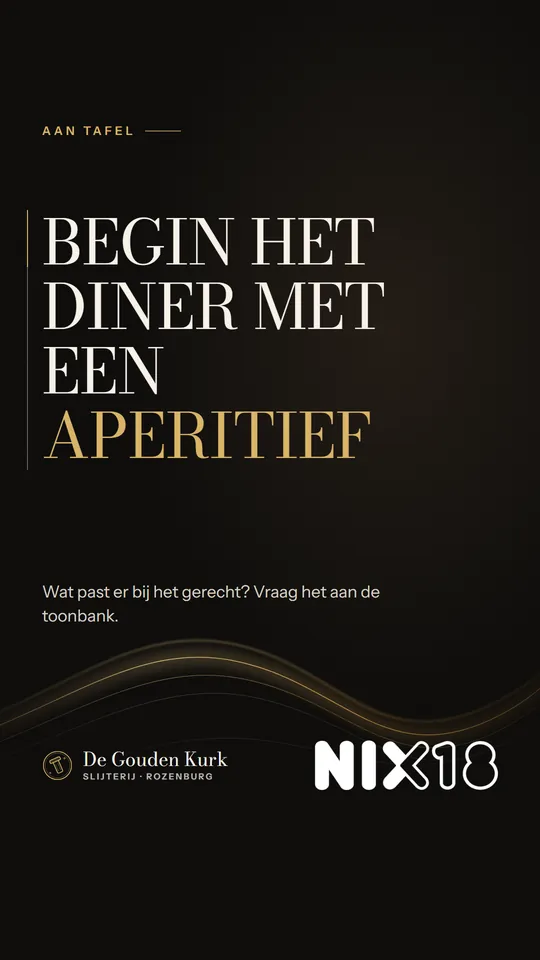 AAN TAFEL
BEGIN HET
DINER MET
EEN
APERITIEF
Wat past er bij het gerecht? Vraag het aan de
toonbank.
De Gouden Kurk
SLIJTERIJ · ROZENBURG
NIX18